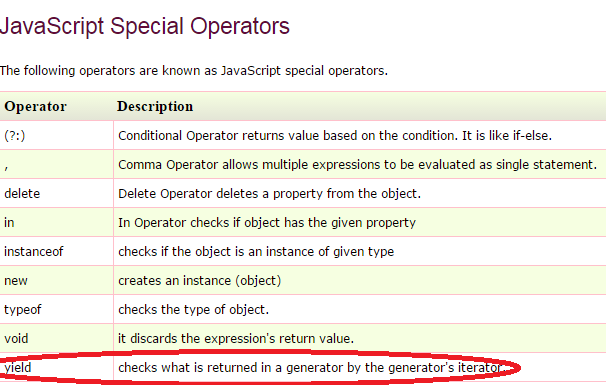 JavaScript Special Operators
The following operators are known as JavaScript special operators.
Operator Description
(?:) Conditional Operator returns value based on the condition. It is like if-else.
, Comma Operator allows multiple expressions to be evaluated as single statement.
delete Delete Operator deletes a property from the object.
in In Operator checks if object has the given property
instanceof checks if the object is an instance of given type
new creates an instance (object)
typeof checks the type of object.
void it discards the expression's return value.
yield checks what is returned in a generator by the generator's iterator.